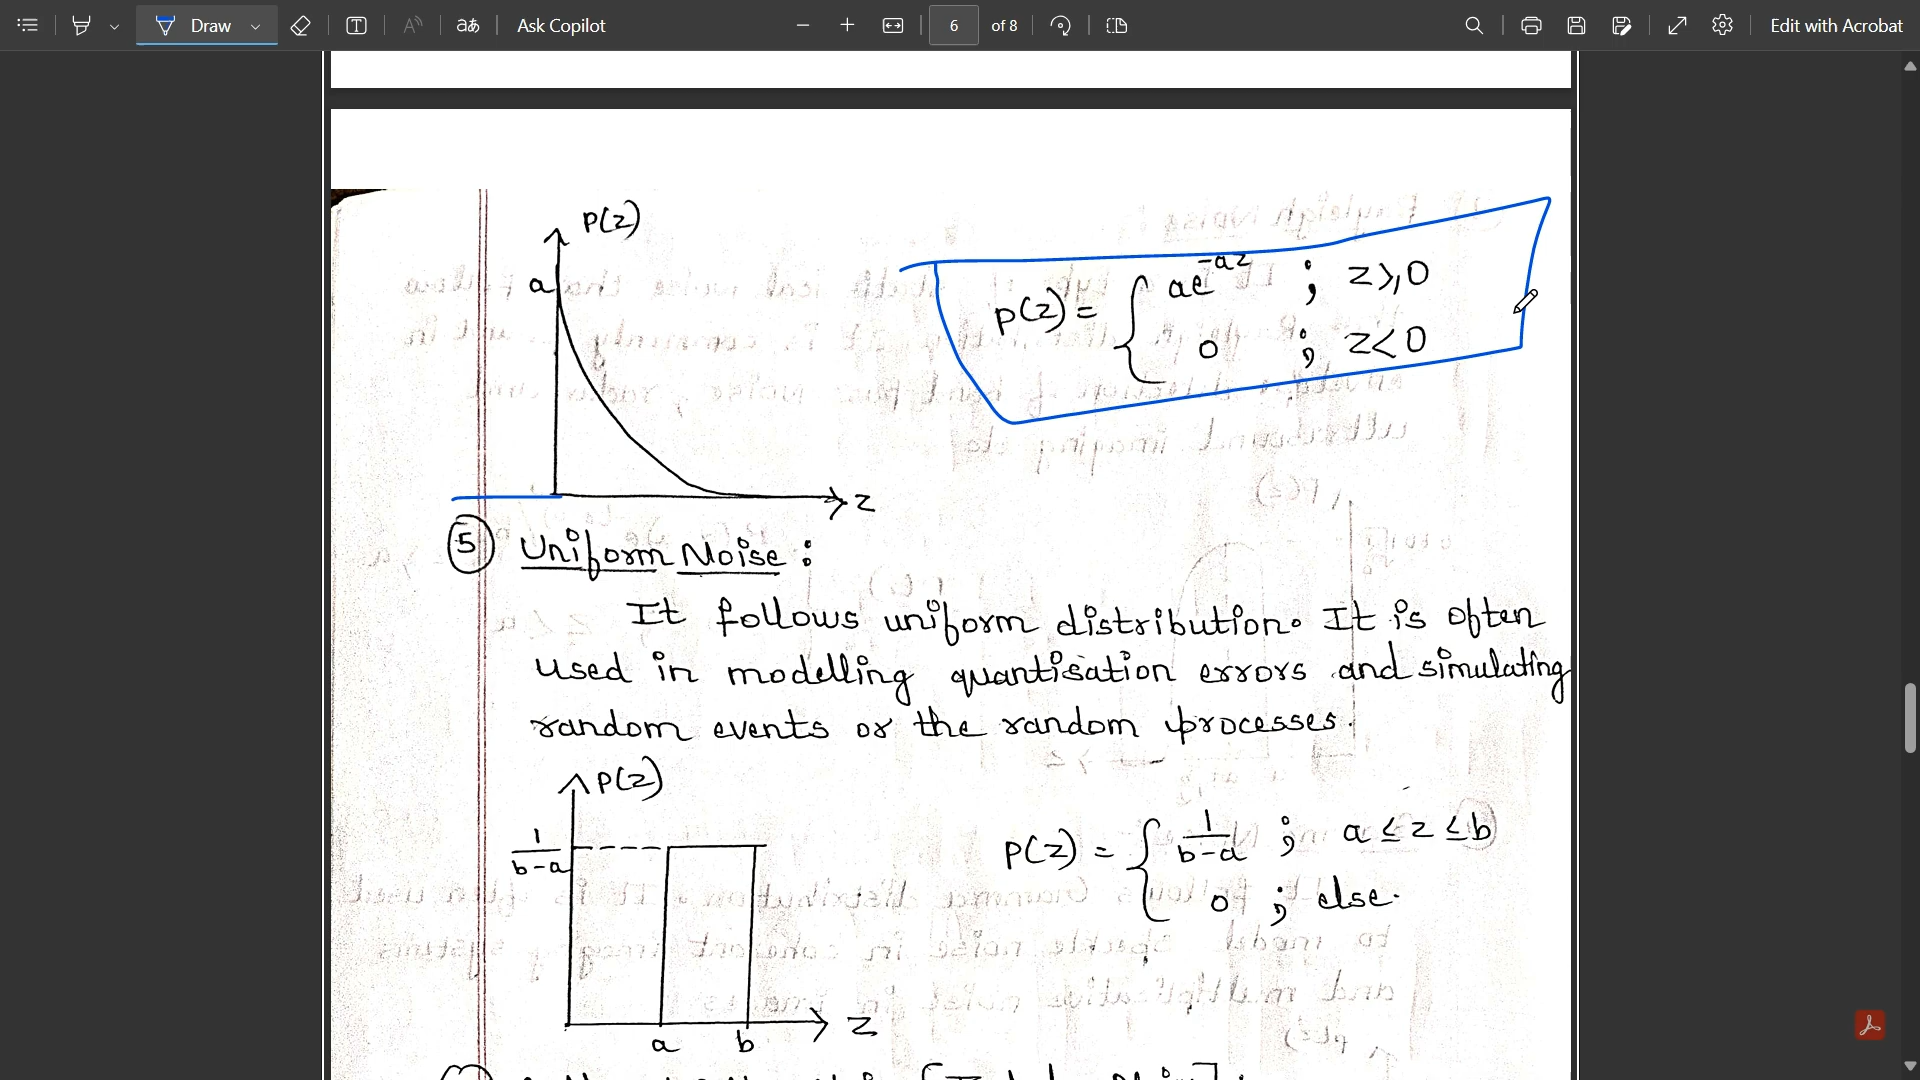 Draw
aあ
Ask Copilot
6 of 8
Edit with Acrobat
P(z)
a
z
P(z) = { ae^-az ; z ≥ 0
0 ; z < 0
5 Uniform Noise :
It follows uniform distribution. It is often
used in modelling quantisation errors and simulating
random events or the random processes.
P(z)
1/(b-a)
a b z
P(z) = { 1/(b-a) ; a ≤ z ≤ b
0 ; else.